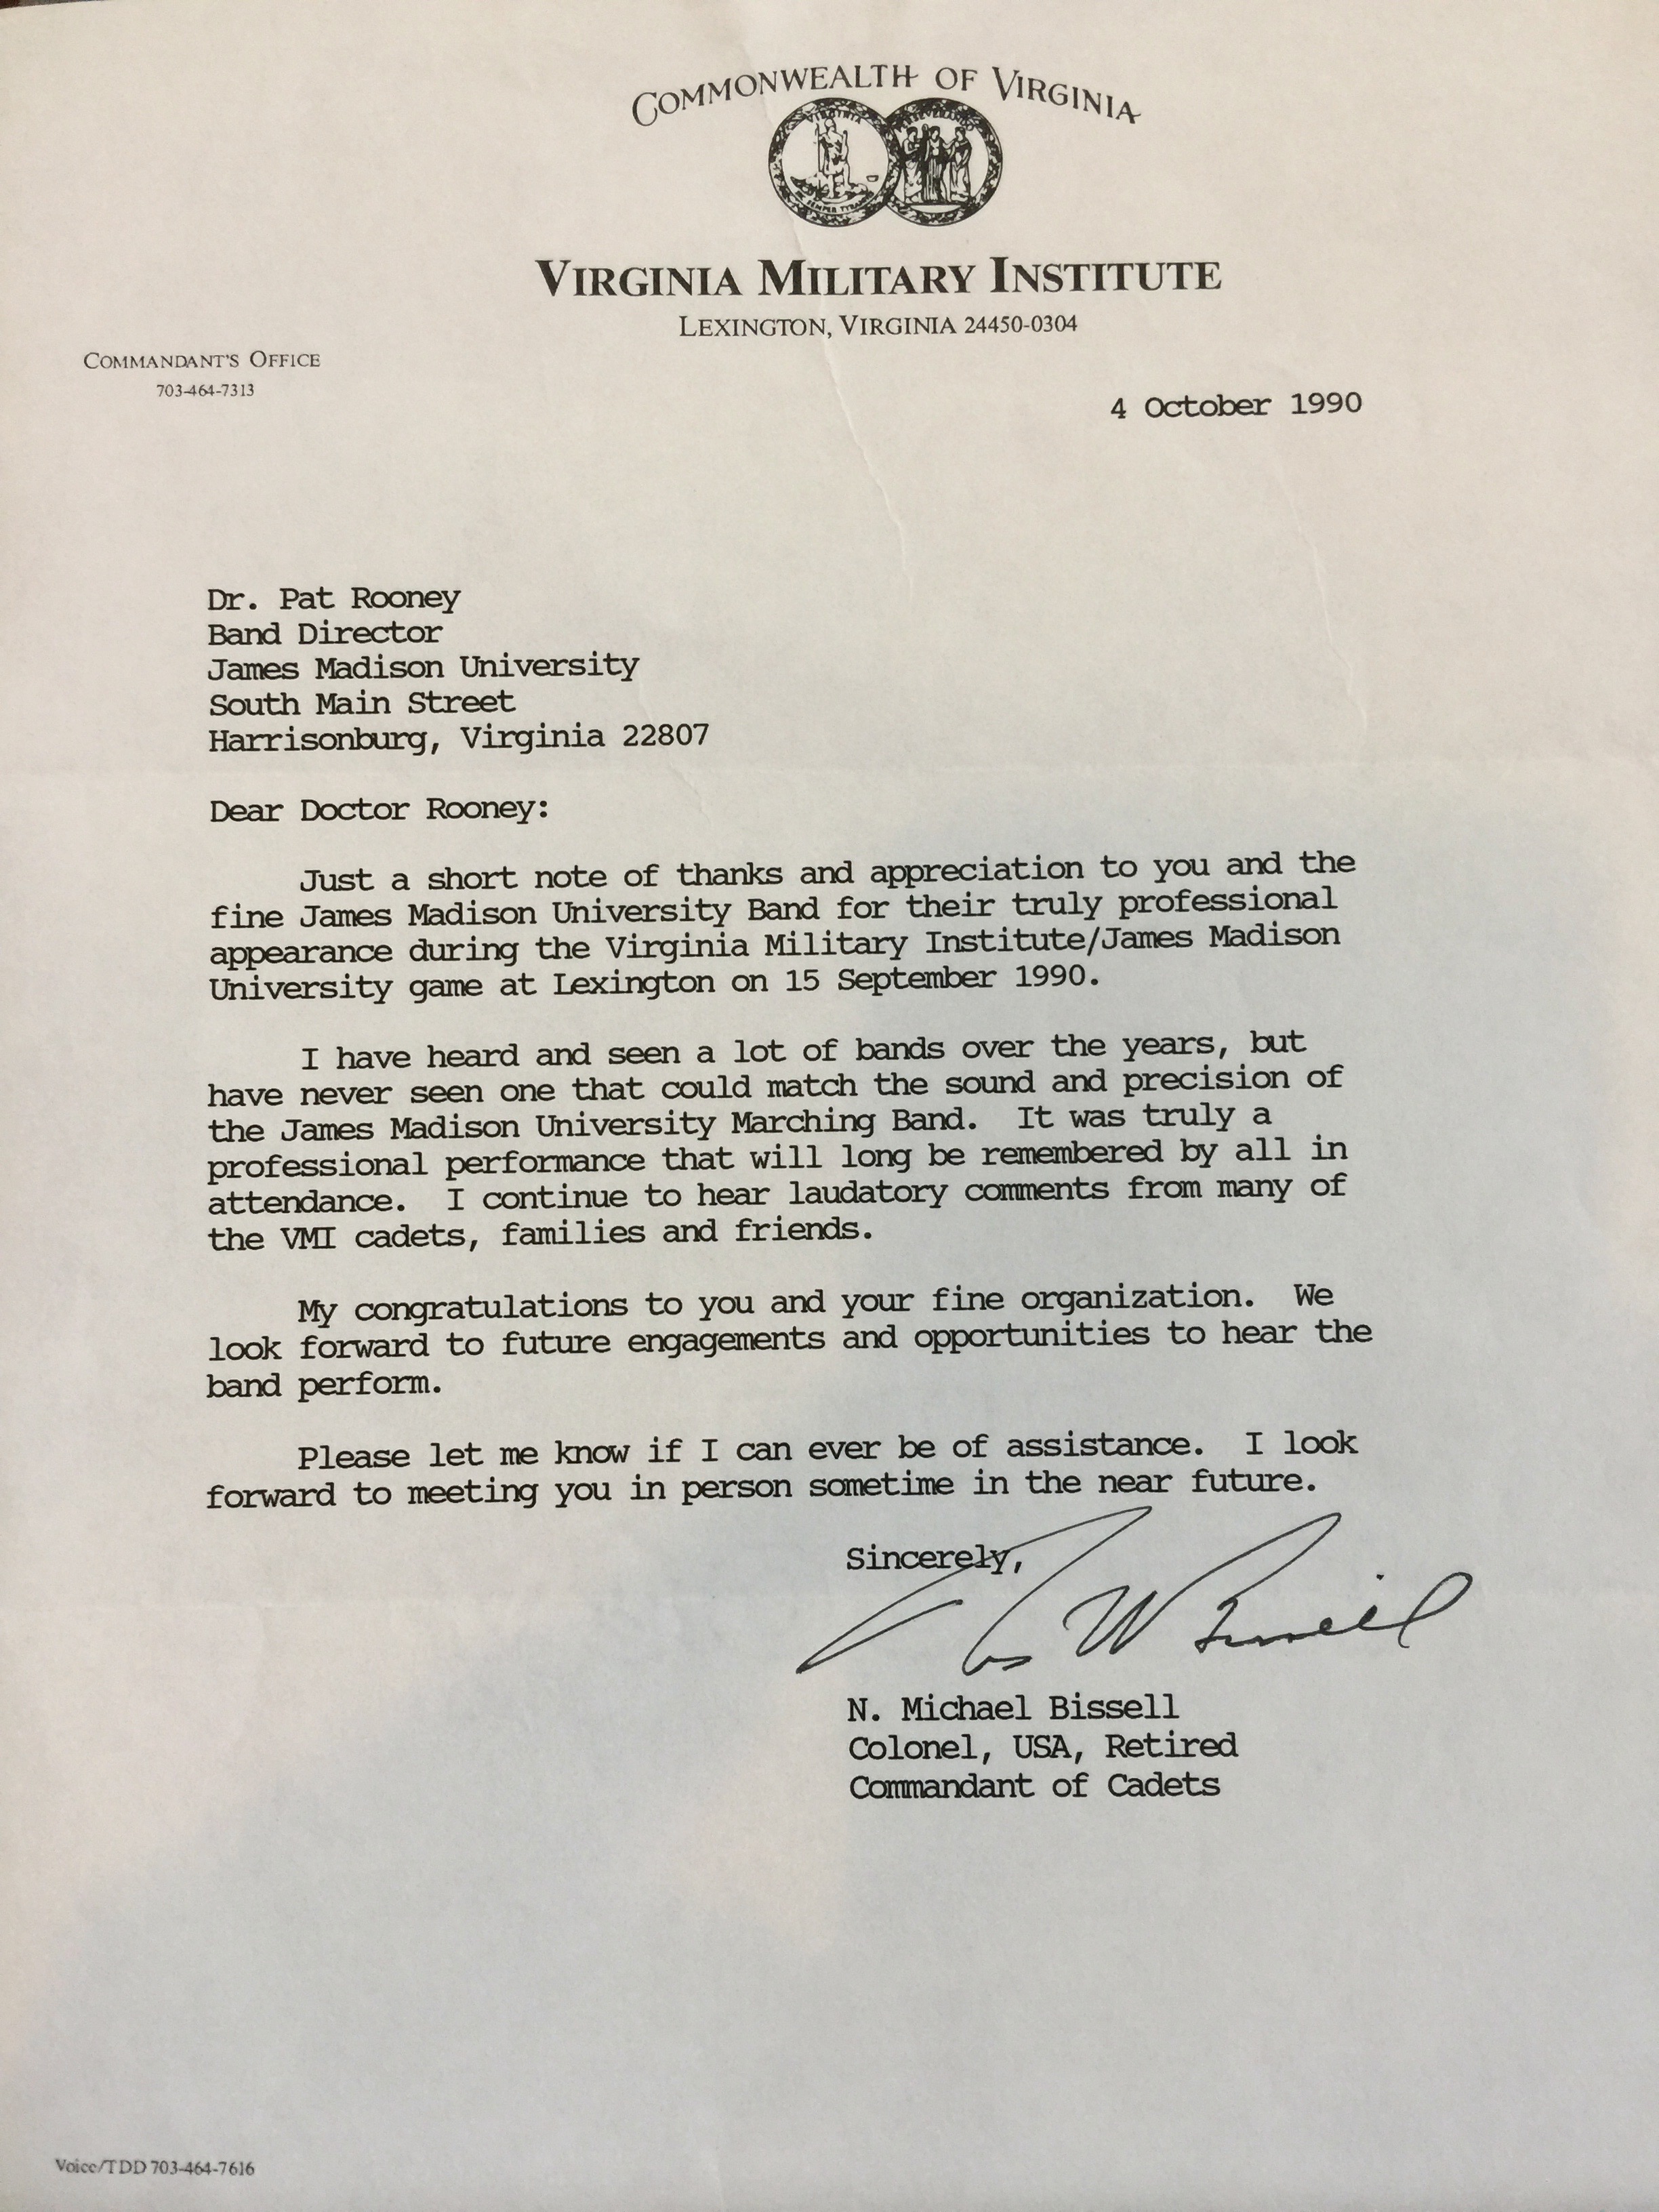 COMMONWEALTH OF VIRGINIA
VIRGINIA
PERSEVERANDO
SEMPER TYRANNIS
VIRGINIA MILITARY INSTITUTE
LEXINGTON, VIRGINIA 24450-0304
COMMANDANT'S OFFICE
703-464-7313
4 October 1990
Dr. Pat Rooney
Band Director
James Madison University
South Main Street
Harrisonburg, Virginia 22807
Dear Doctor Rooney:
Just a short note of thanks and appreciation to you and the
fine James Madison University Band for their truly professional
appearance during the Virginia Military Institute/James Madison
University game at Lexington on 15 September 1990.
I have heard and seen a lot of bands over the years, but
have never seen one that could match the sound and precision of
the James Madison University Marching Band.  It was truly a
professional performance that will long be remembered by all in
attendance.  I continue to hear laudatory comments from many of
the VMI cadets, families and friends.
My congratulations to you and your fine organization.  We
look forward to future engagements and opportunities to hear the
band perform.
Please let me know if I can ever be of assistance.  I look
forward to meeting you in person sometime in the near future.
Sincerely,
N. Michael Bissell
Colonel, USA, Retired
Commandant of Cadets
Voice/TDD 703-464-7616